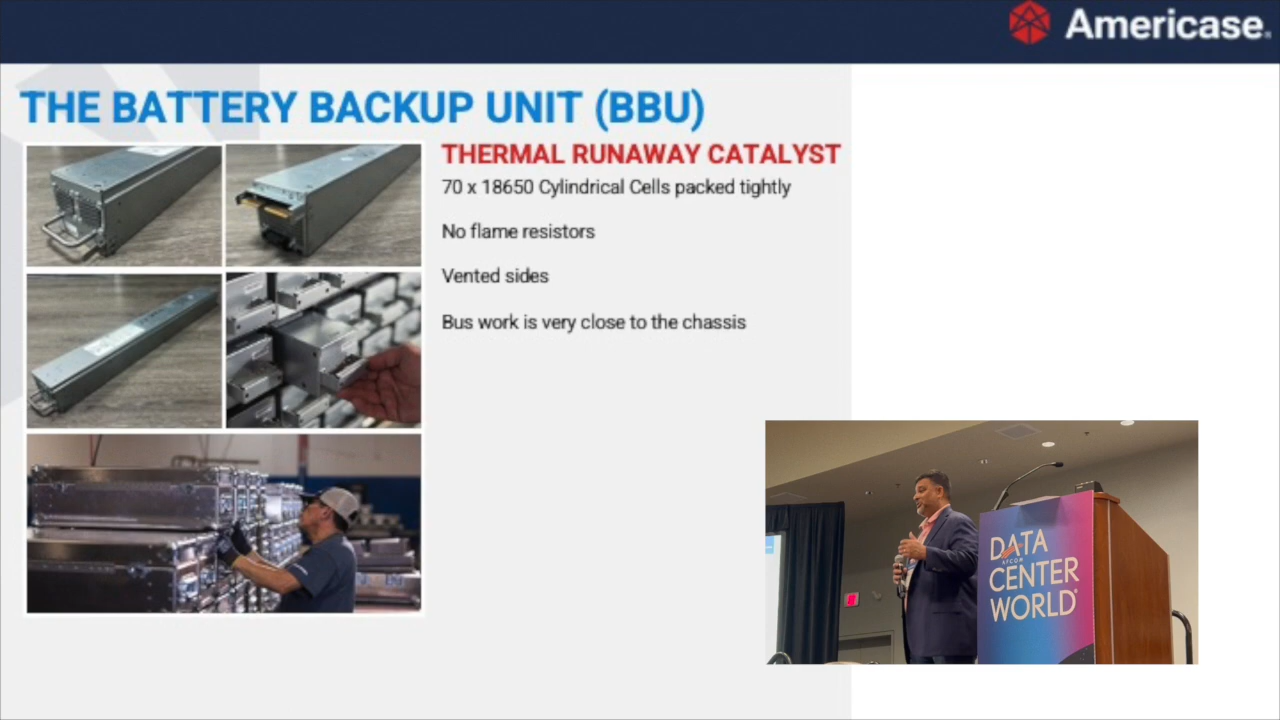 Americase®
THE BATTERY BACKUP UNIT (BBU)
THERMAL RUNAWAY CATALYST
70 x 18650 Cylindrical Cells packed tightly
No flame resistors
Vented sides
Bus work is very close to the chassis
DATA
AFCOM
CENTER
WORLD